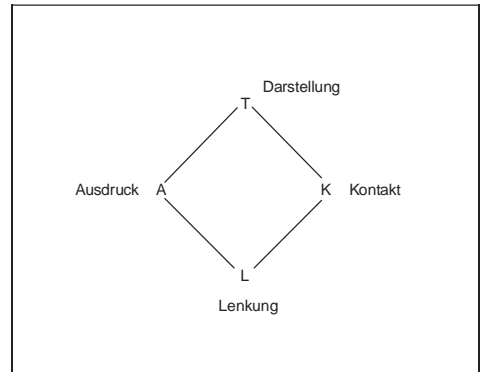 Darstellung
T
Ausdruck A
K Kontakt
L
Lenkung